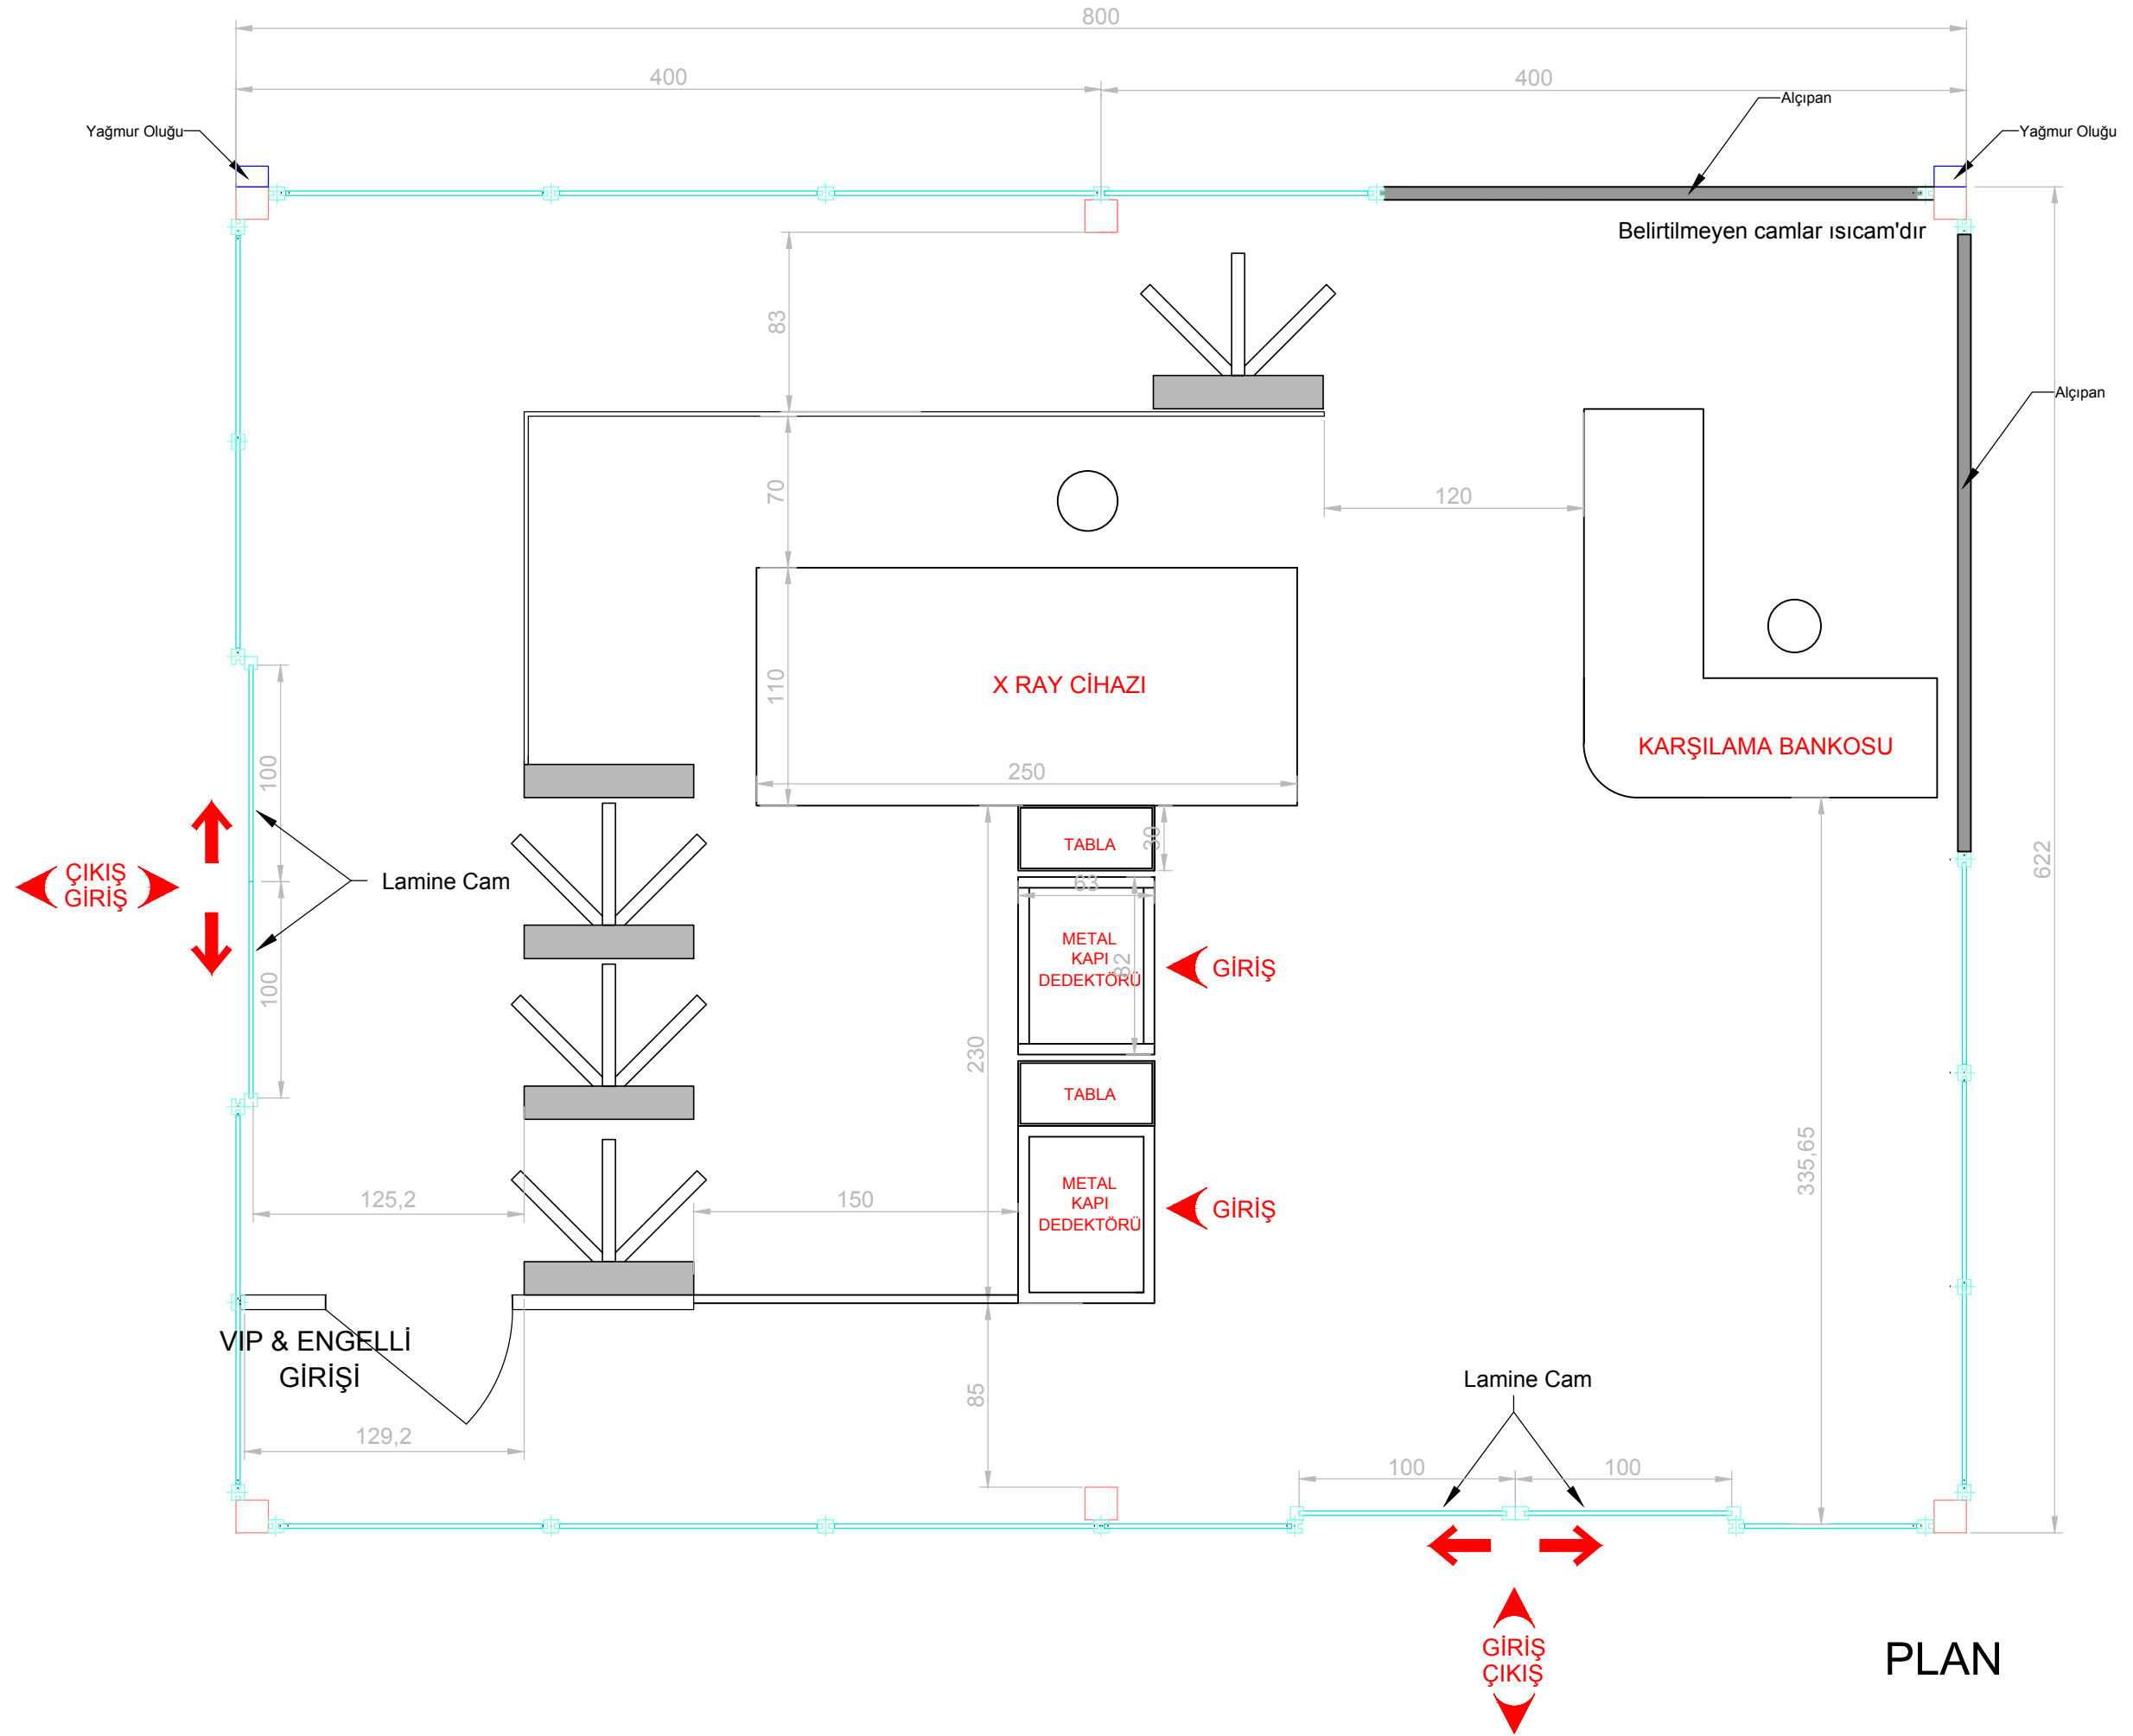 800
400
400
Alçıpan
Yağmur Oluğu
Yağmur Oluğu
Belirtilmeyen camlar ısıcam'dır
83
Alçıpan
70
120
110
X RAY CİHAZI
KARŞILAMA BANKOSU
250
100
TABLA
30
622
ÇIKIŞ
GİRİŞ
Lamine Cam
63
METAL
KAPI
DEDEKTÖRÜ
82
GİRİŞ
100
230
TABLA
335,65
125,2
150
METAL
KAPI
DEDEKTÖRÜ
GİRİŞ
VIP & ENGELLİ
GİRİŞİ
85
Lamine Cam
129,2
100
100
GİRİŞ
ÇIKIŞ
PLAN